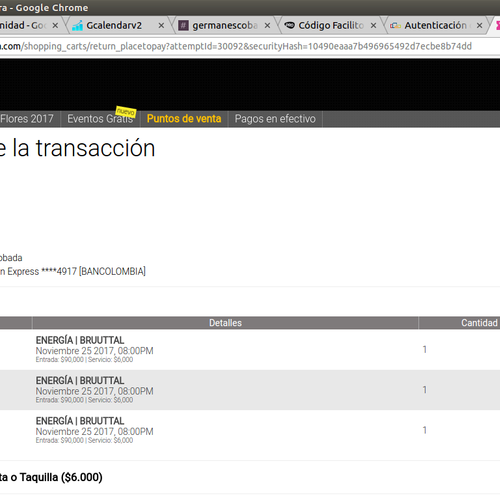 ra - Google Chrome
nidad - Goo
Gcalendarv2
germanescoba
Código Facilito
Autenticación
.com/shopping_carts/return_placetopay?attemptId=30092&securityHash=10490eaaa7b496965492d7ecbe8b74dd
nuevo
Flores 2017
Eventos Gratis
Puntos de venta
Pagos en efectivo
e la transacción
obada
n Express ****4917 [BANCOLOMBIA]
Detalles
Cantidad
ENERGÍA | BRUUTTAL
Noviembre 25 2017, 08:00PM
1
Entrada: $90,000 | Servicio: $6,000
ENERGÍA | BRUUTTAL
Noviembre 25 2017, 08:00PM
1
Entrada: $90,000 | Servicio: $6,000
ENERGÍA | BRUUTTAL
Noviembre 25 2017, 08:00PM
1
Entrada: $90,000 | Servicio: $6,000
ta o Taquilla ($6.000)